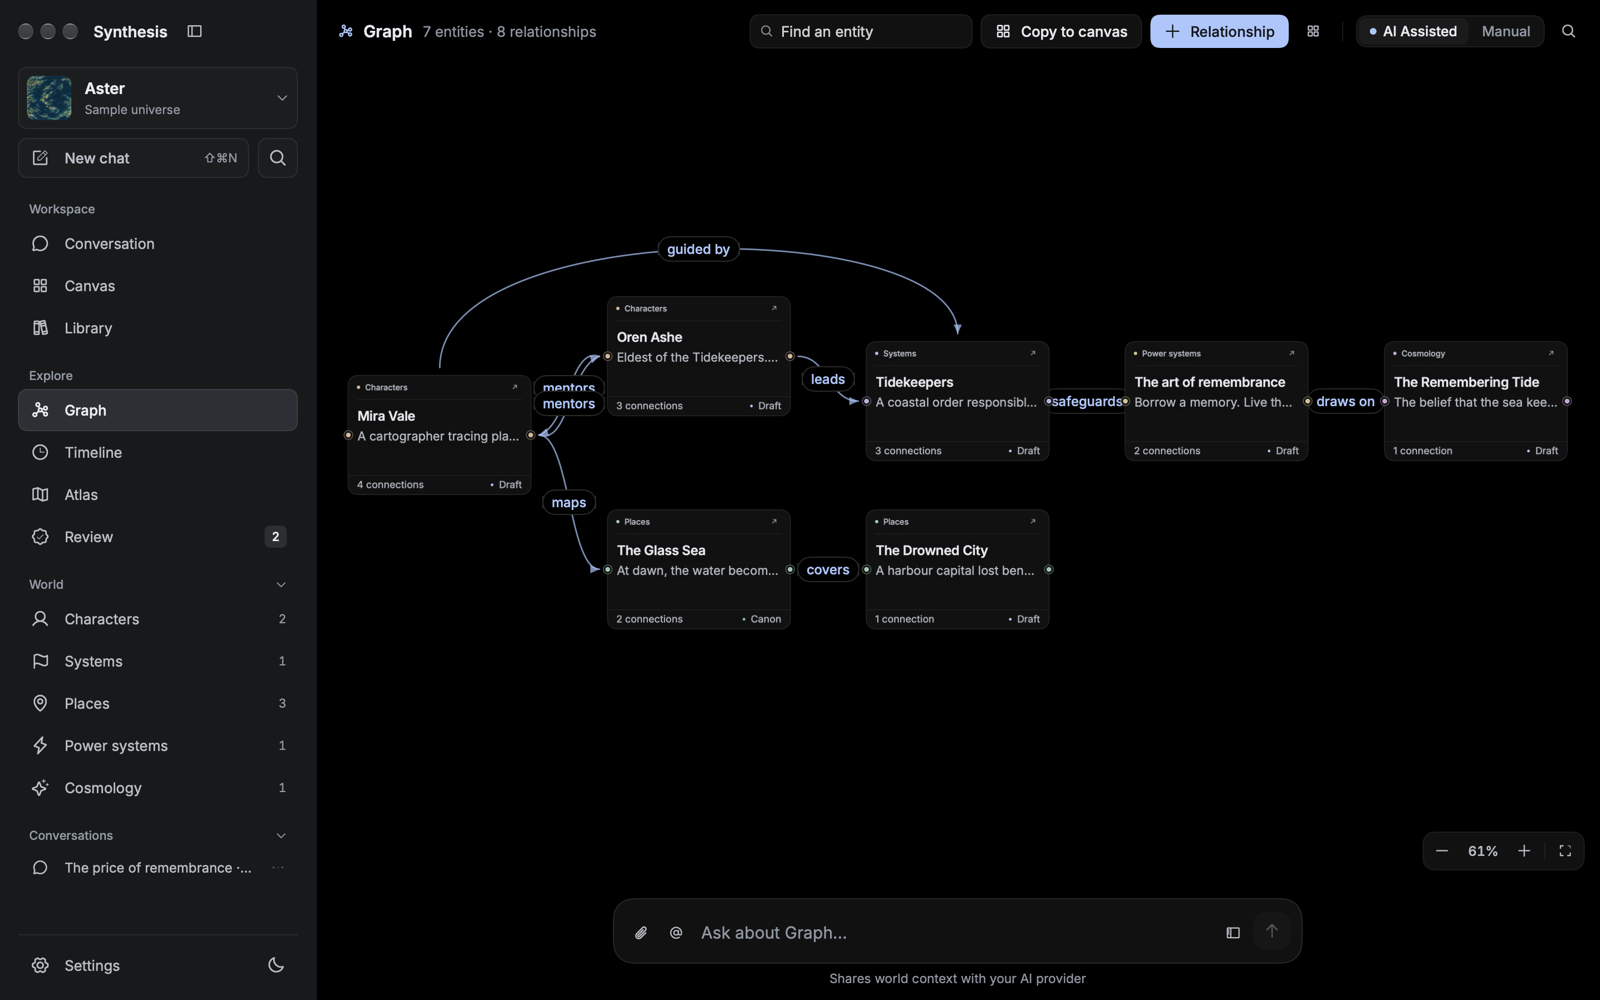 Synthesis
Aster
Sample universe
New chat
⇧⌘N
Workspace
Conversation
Canvas
Library
Explore
Graph
Timeline
Atlas
Review
2
World
Characters
2
Systems
1
Places
3
Power systems
1
Cosmology
1
Conversations
The price of remembrance ·...
Settings
Graph
7 entities · 8 relationships
Find an entity
Copy to canvas
Relationship
AI Assisted
Manual
guided by
Characters
Mira Vale
A cartographer tracing pla...
4 connections
Draft
mentors
mentors
maps
Characters
Oren Ashe
Eldest of the Tidekeepers....
3 connections
Draft
leads
Systems
Tidekeepers
A coastal order responsibl...
3 connections
Draft
safeguards
Power systems
The art of remembrance
Borrow a memory. Live th...
2 connections
Draft
draws on
Cosmology
The Remembering Tide
The belief that the sea kee...
1 connection
Draft
Places
The Glass Sea
At dawn, the water becom...
2 connections
Canon
covers
Places
The Drowned City
A harbour capital lost ben...
1 connection
Draft
61%
@
Ask about Graph...
Shares world context with your AI provider